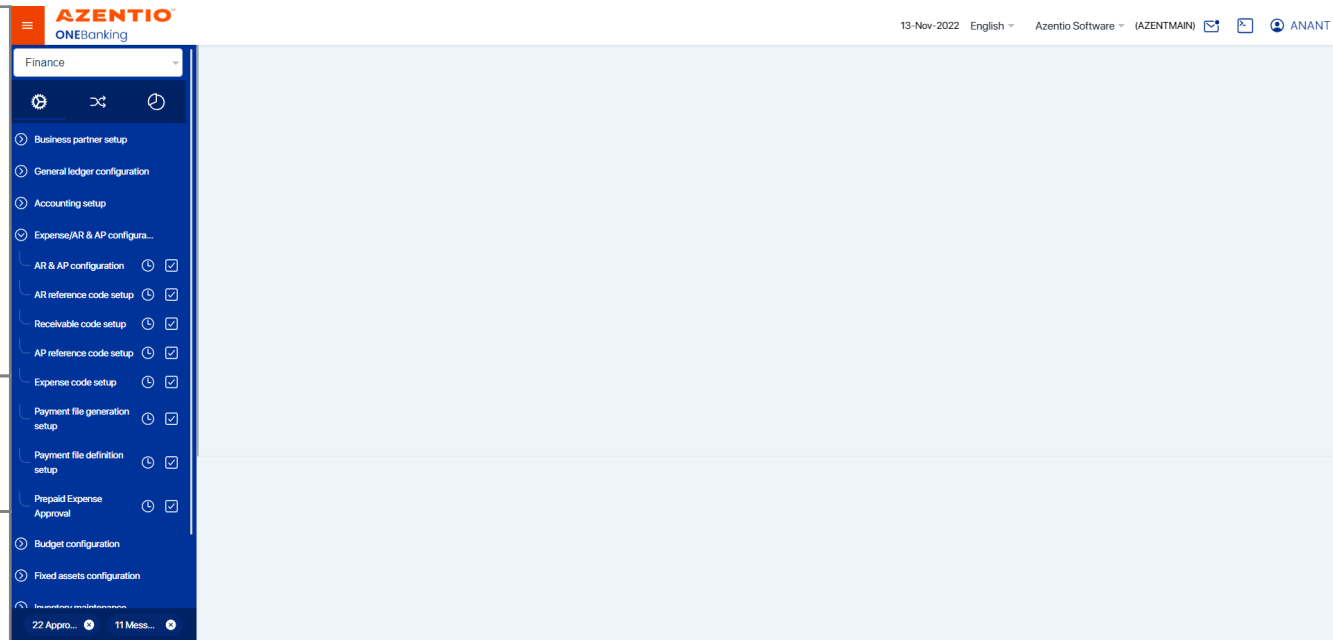 AZENTIO™
ONEBanking
13-Nov-2022 English Azentio Software (AZENTMAIN) ANANT
Finance
Business partner setup
General ledger configuration
Accounting setup
Expense/AR & AP configura...
AR & AP configuration
AR reference code setup
Receivable code setup
AP reference code setup
Expense code setup
Payment file generation
setup
Payment file definition
setup
Prepaid Expense
Approval
Budget configuration
Fixed assets configuration
Inventory maintenance
22 Appro... 11 Mess...